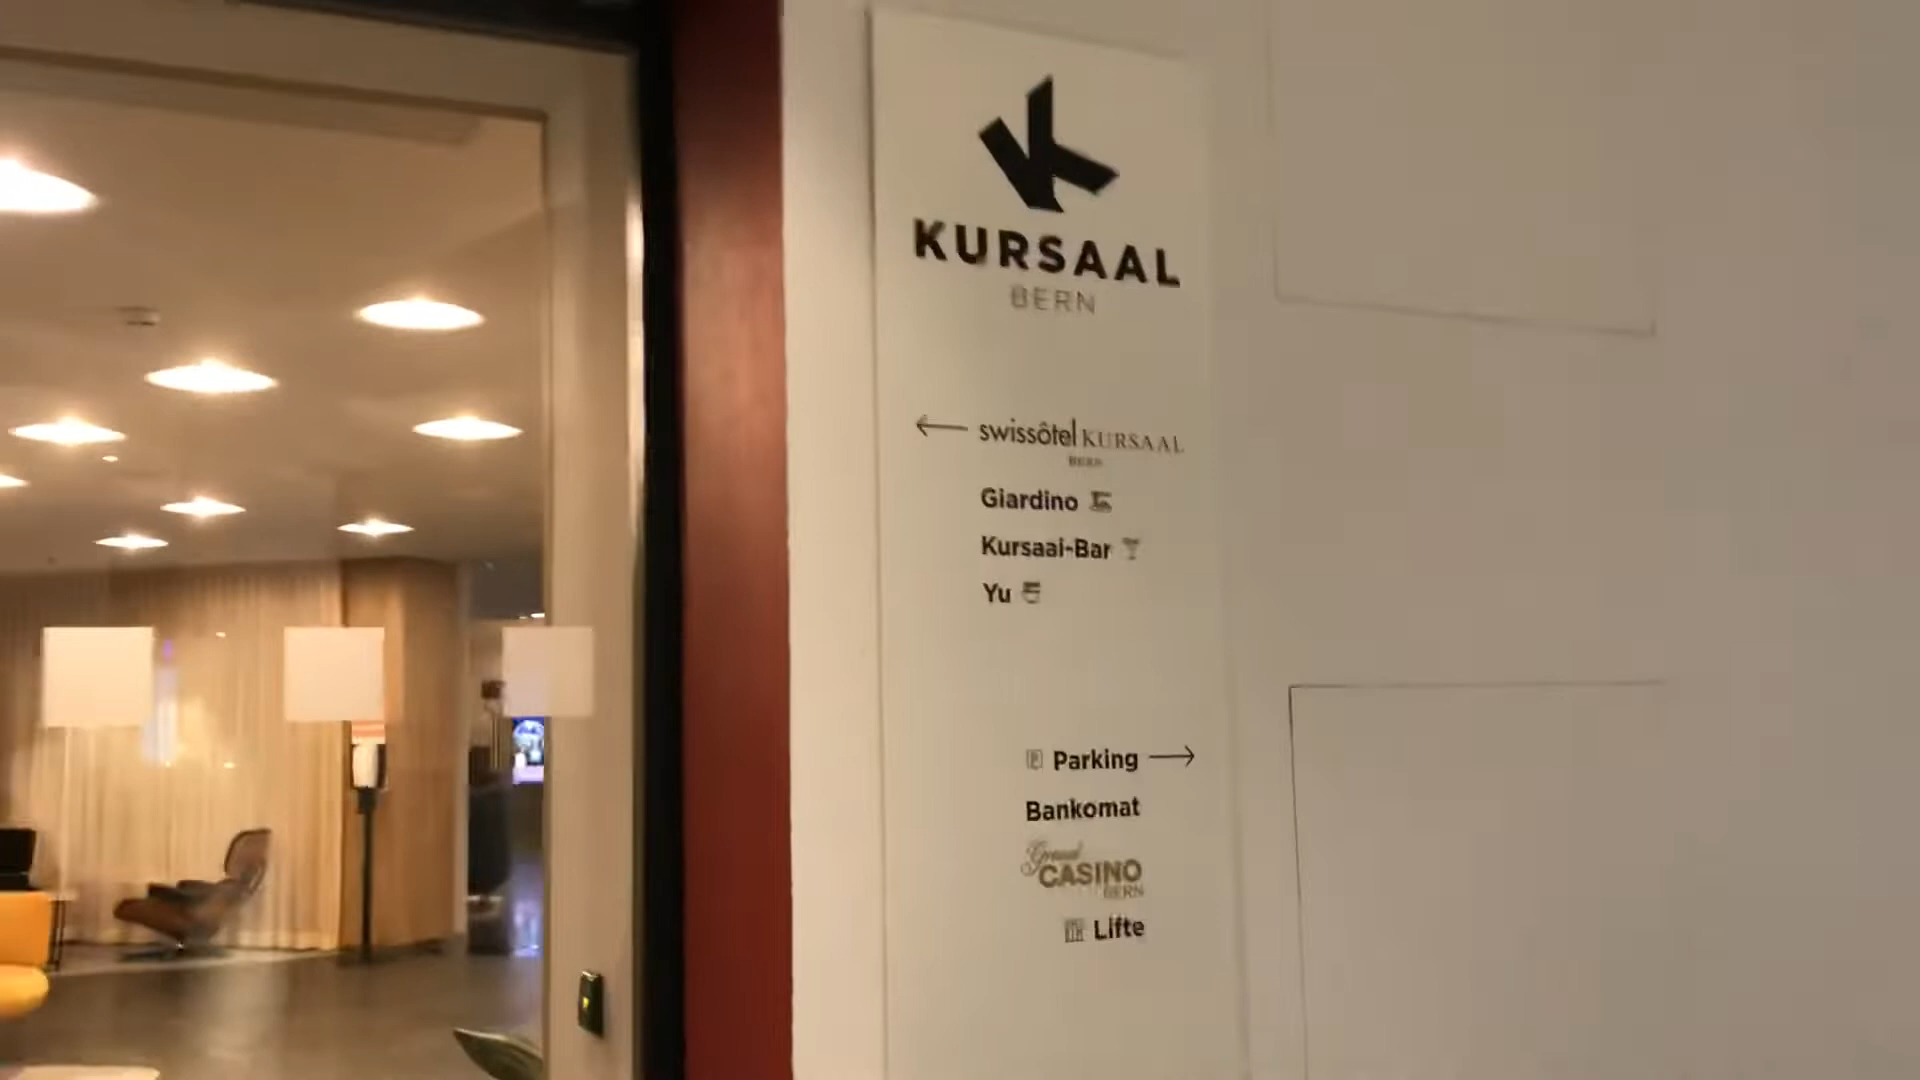 KURSAAL
BERN
← swissôtel KURSAAL
BERN
Giardino
Kursaal-Bar
Yu
P Parking →
Bankomat
Grand
CASINO
BERN
Lifte